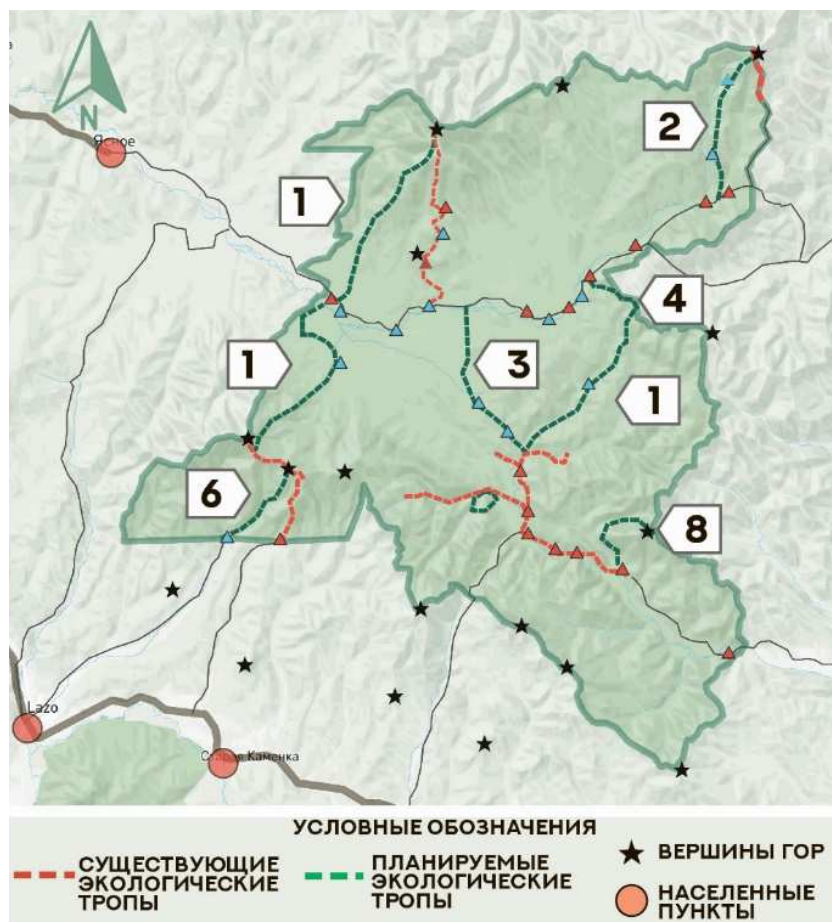 N
Ясное
2
1
4
1
3
1
6
8
Lazo
Старая Каменка
УСЛОВНЫЕ ОБОЗНАЧЕНИЯ
СУЩЕСТВУЮЩИЕ
ЭКОЛОГИЧЕСКИЕ
ТРОПЫ
ПЛАНИРУЕМЫЕ
ЭКОЛОГИЧЕСКИЕ
ТРОПЫ
ВЕРШИНЫ ГОР
НАСЕЛЕННЫЕ
ПУНКТЫ